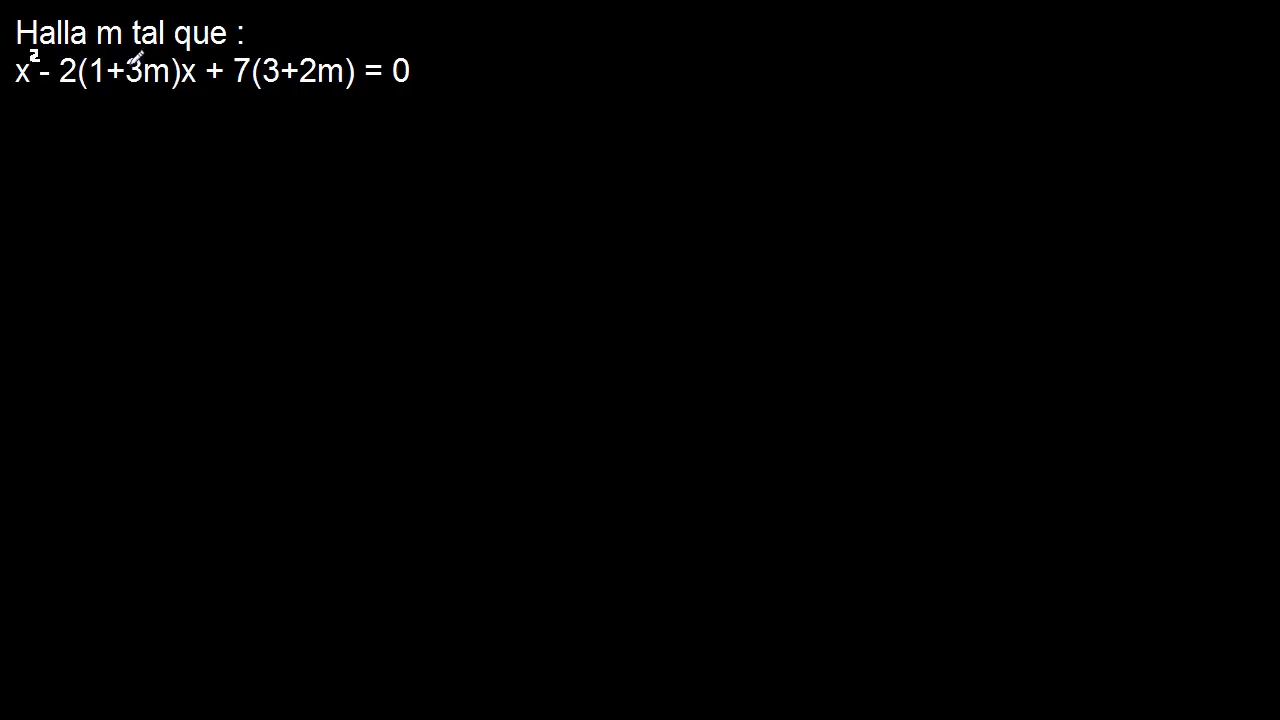 Halla m tal que :
x² - 2(1+3m)x + 7(3+2m) = 0